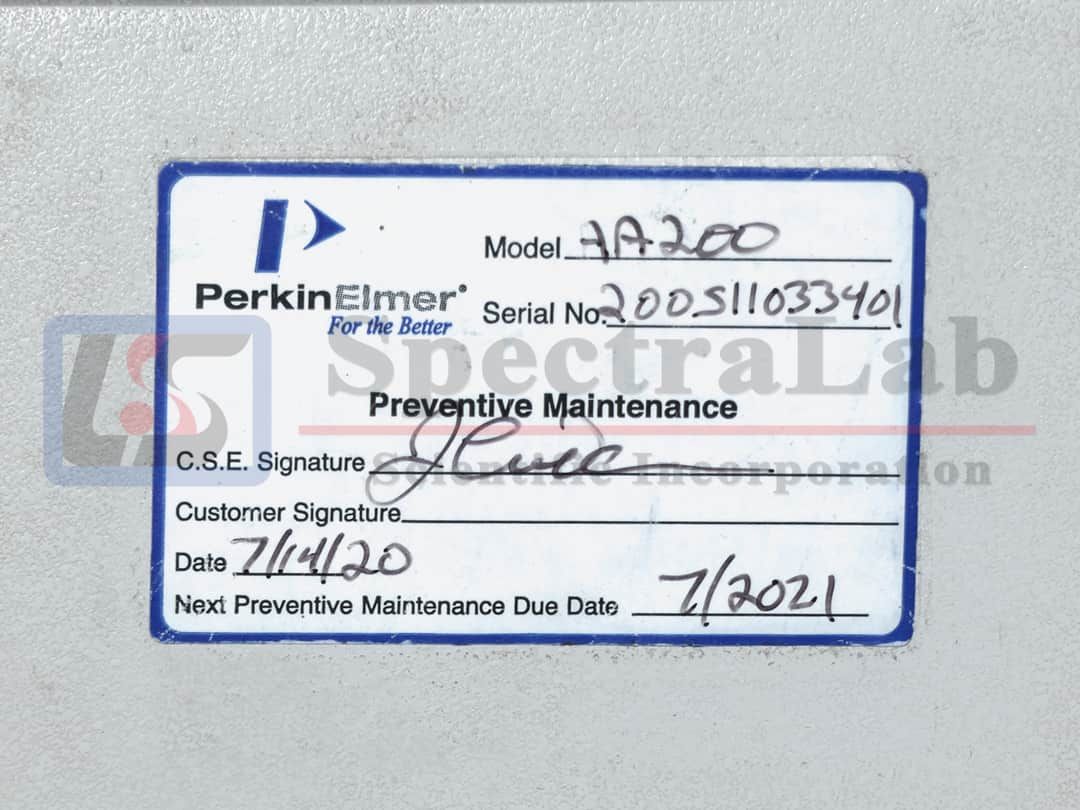 Model AA200
PerkinElmer®
For the Better
Serial No. 200S11033401
SpectraLab
Preventive Maintenance
Scientific Incorporation
C.S.E. Signature
Customer Signature
Date 7/14/20
Next Preventive Maintenance Due Date 7/2021